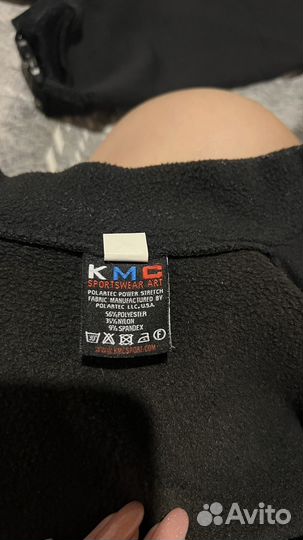 KMC
SPORTSWEAR ART
POLARTEC POWER STRETCH
FABRIC MANUFACTURED BY
POLARTEC LLC. U.S.A.
56%POLYESTER
35%NEILON
9%SPANDEX
WWW.KMCSPORT.COM
Avito